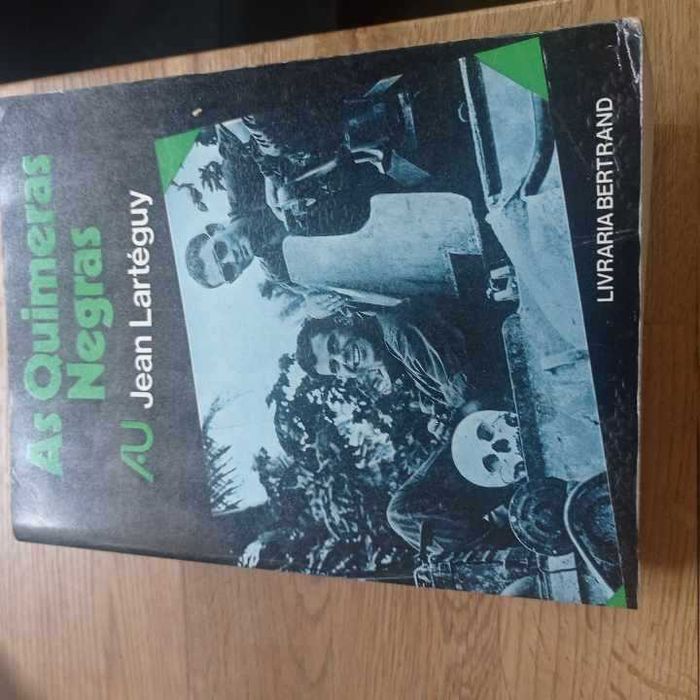 As Quimeras
Negras
AU Jean Lartéguy
LIVRARIA BERTRAND